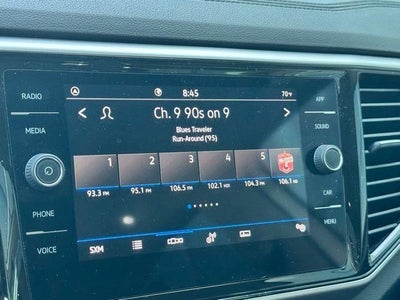 8:45
70°F
RADIO
MEDIA
PHONE
VOICE
APP
SOUND
CAR
MENU
Ch. 9 90s on 9
Blues Traveler
Run-Around ('95)
1 2 3 4 5
93.3 FM 95.1 FM 106.5 FM 102.1 104.3 FM 106.1
SXM